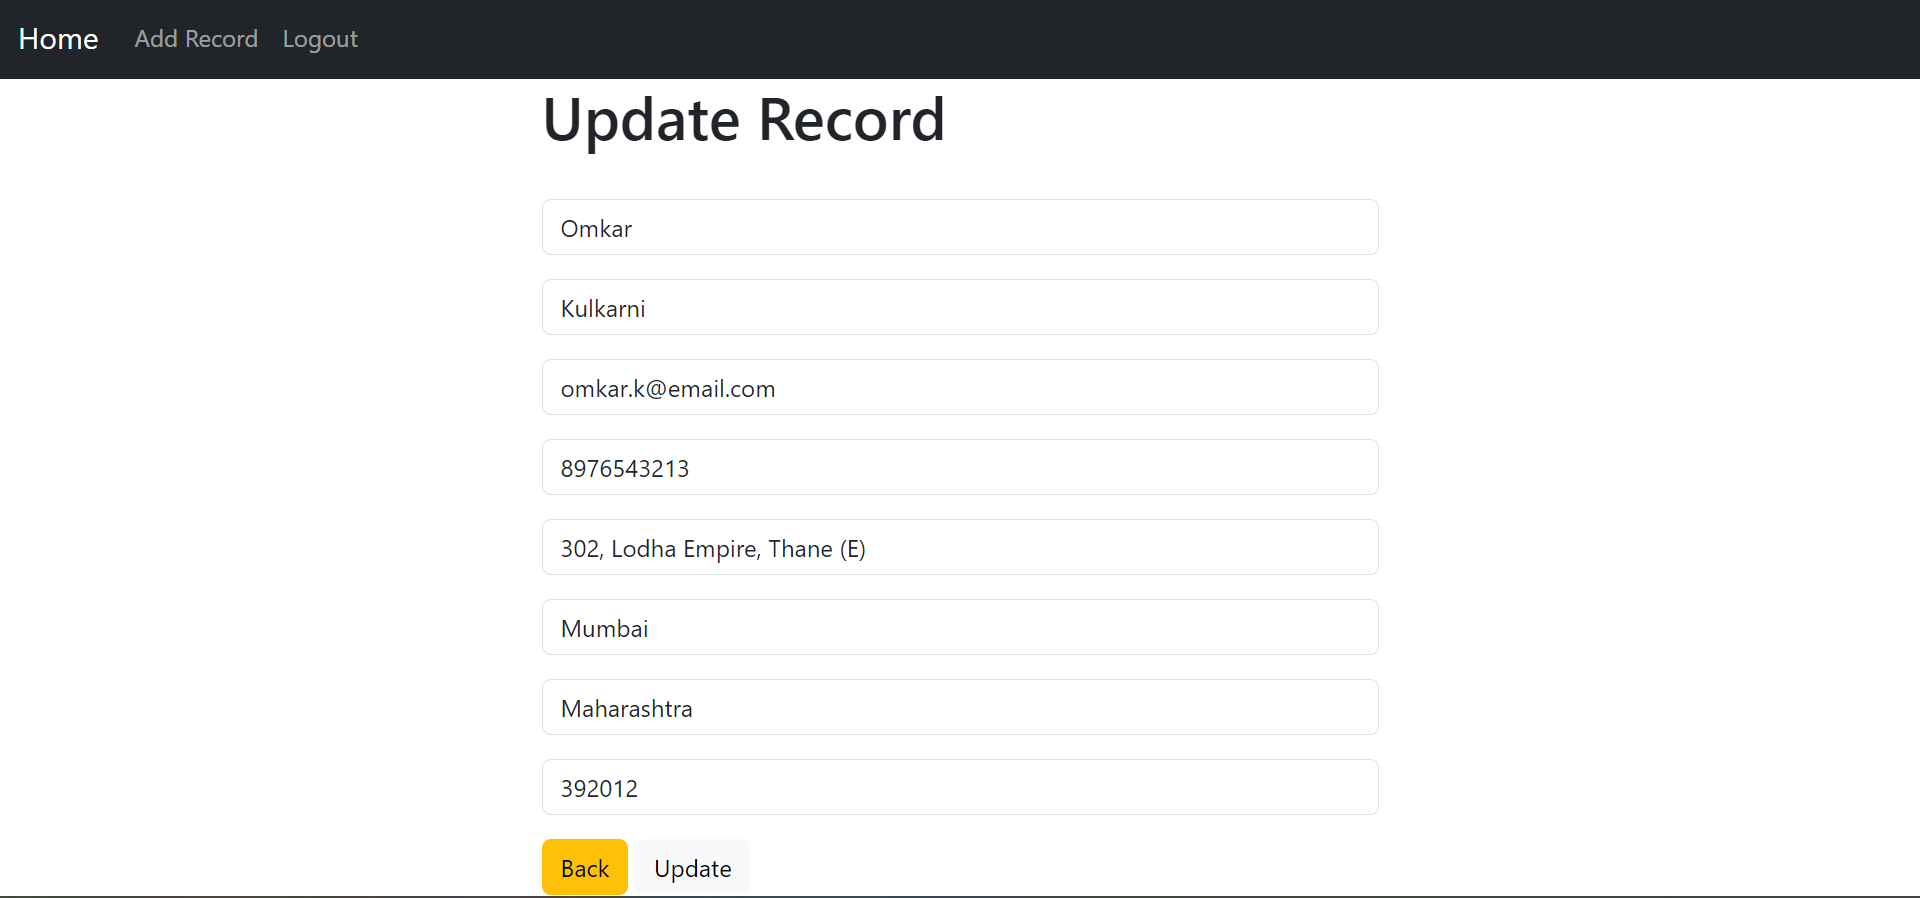 Home Add Record Logout
Update Record
Omkar
Kulkarni
omkar.k@email.com
8976543213
302, Lodha Empire, Thane (E)
Mumbai
Maharashtra
392012
Back Update